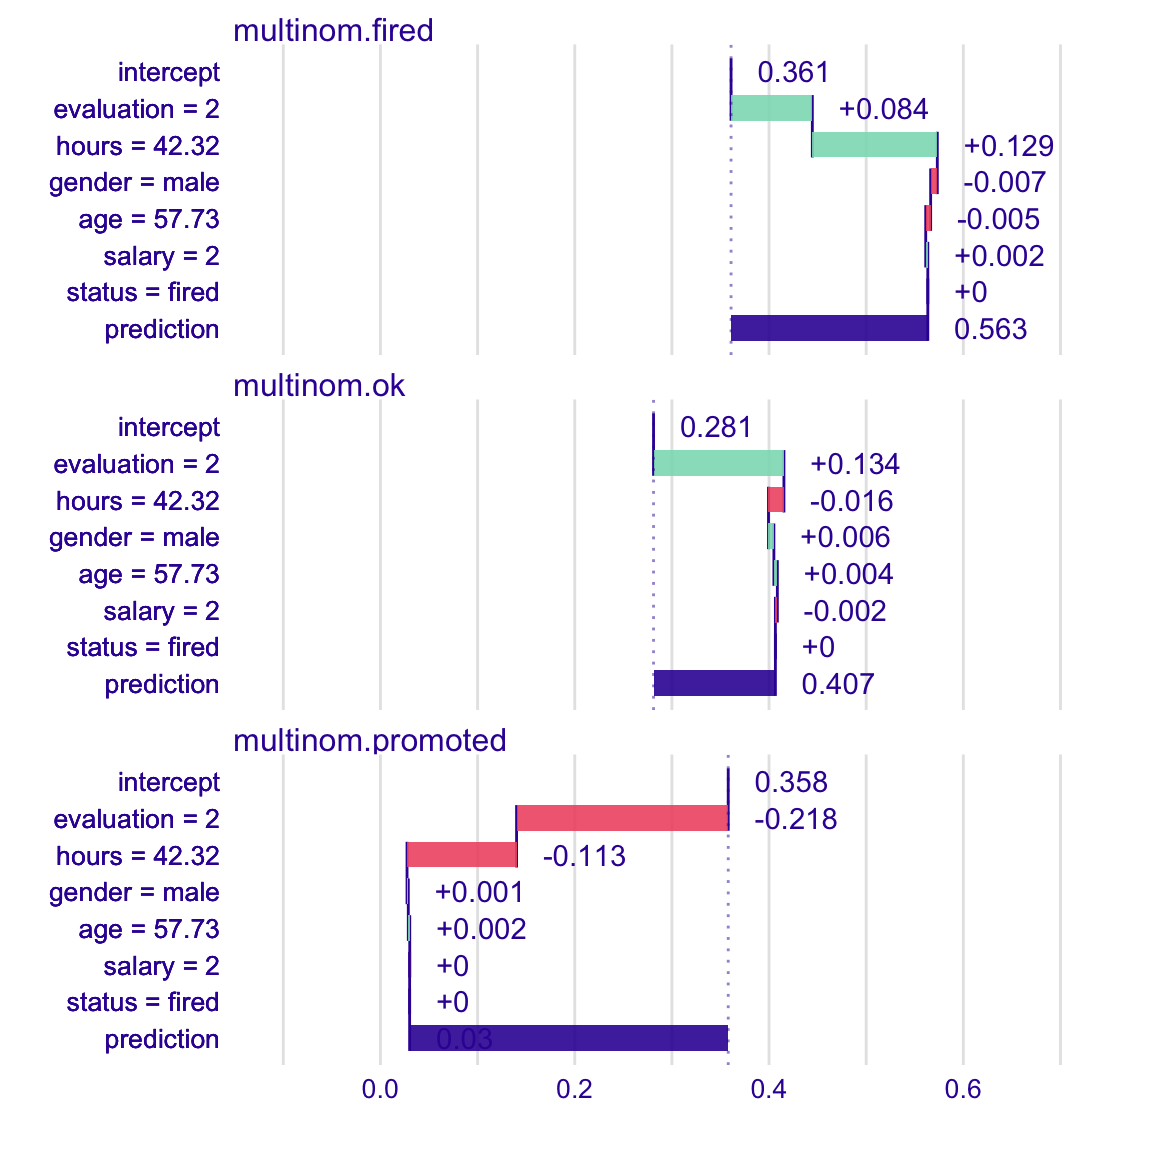 multinom.fired
intercept 0.361
evaluation = 2 +0.084
hours = 42.32 +0.129
gender = male -0.007
age = 57.73 -0.005
salary = 2 +0.002
status = fired +0
prediction 0.563
multinom.ok
intercept 0.281
evaluation = 2 +0.134
hours = 42.32 -0.016
gender = male +0.006
age = 57.73 +0.004
salary = 2 -0.002
status = fired +0
prediction 0.407
multinom.promoted
intercept 0.358
evaluation = 2 -0.218
hours = 42.32 -0.113
gender = male +0.001
age = 57.73 +0.002
salary = 2 +0
status = fired +0
prediction 0.03
0.0 0.2 0.4 0.6